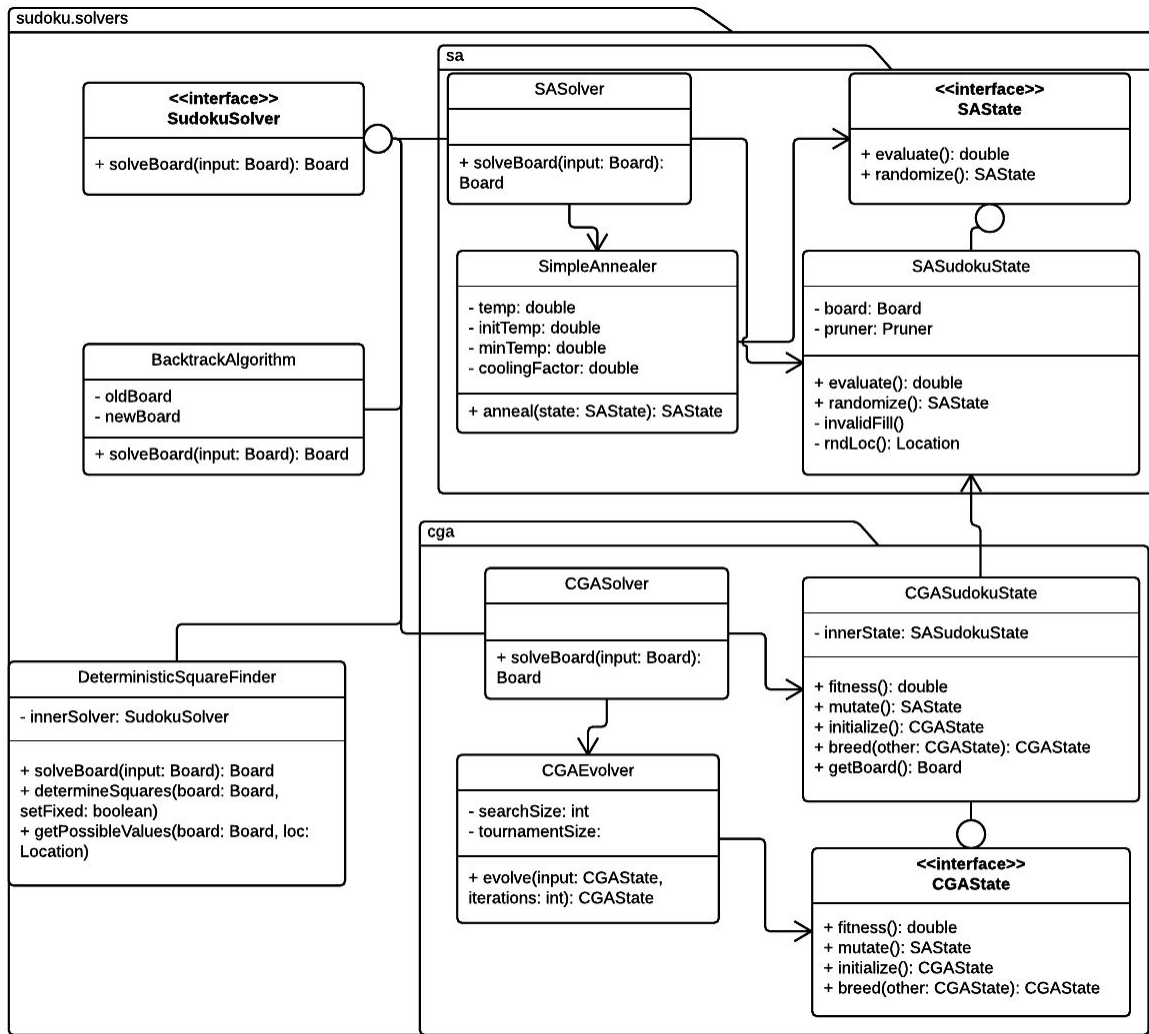 sudoku.solvers
<<interface>>
SudokuSolver
+ solveBoard(input: Board): Board
BacktrackAlgorithm
- oldBoard
- newBoard
+ solveBoard(input: Board): Board
DeterministicSquareFinder
- innerSolver: SudokuSolver
+ solveBoard(input: Board): Board
+ determineSquares(board: Board,
setFixed: boolean)
+ getPossibleValues(board: Board, loc:
Location)
sa
SASolver
+ solveBoard(input: Board):
Board
<<interface>>
SAState
+ evaluate(): double
+ randomize(): SAState
SimpleAnnealer
- temp: double
- initTemp: double
- minTemp: double
- coolingFactor: double
+ anneal(state: SAState): SAState
SASudokuState
- board: Board
- pruner: Pruner
+ evaluate(): double
+ randomize(): SAState
- invalidFill()
- rndLoc(): Location
cga
CGASolver
+ solveBoard(input: Board):
Board
CGASudokuState
- innerState: SASudokuState
+ fitness(): double
+ mutate(): SAState
+ initialize(): CGAState
+ breed(other: CGAState): CGAState
+ getBoard(): Board
CGAEvolver
- searchSize: int
- tournamentSize:
+ evolve(input: CGAState,
iterations: int): CGAState
<<interface>>
CGAState
+ fitness(): double
+ mutate(): SAState
+ initialize(): CGAState
+ breed(other: CGAState): CGAState